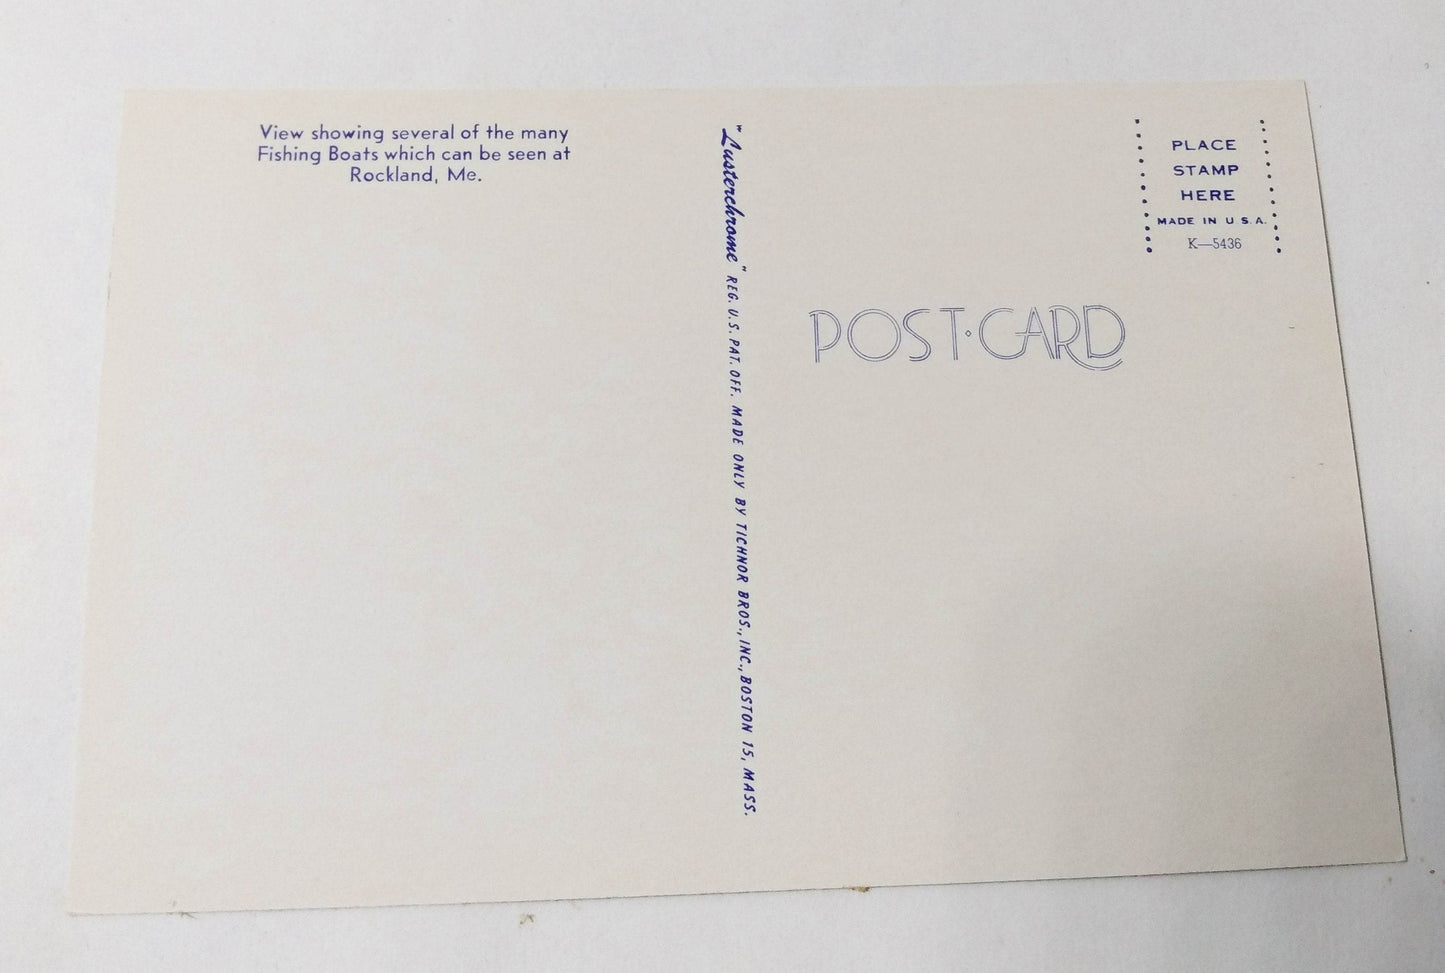 View showing several of the many
Fishing Boats which can be seen at
Rockland, Me.
"Lusterchrome" REG. U.S. PAT. OFF. MADE ONLY BY TICHNOR BROS., INC., BOSTON 15, MASS.
PLACE
STAMP
HERE
MADE IN U S.A.
K—5436
POST·CARD